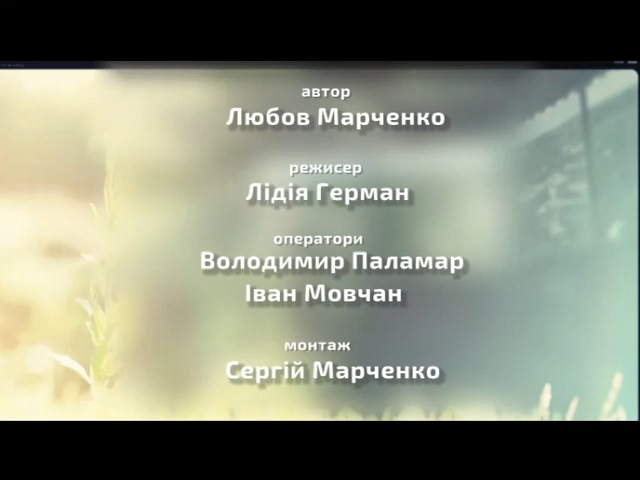 автор
Любов Марченко
режисер
Лідія Герман
оператори
Володимир Паламар
Іван Мовчан
монтаж
Сергій Марченко